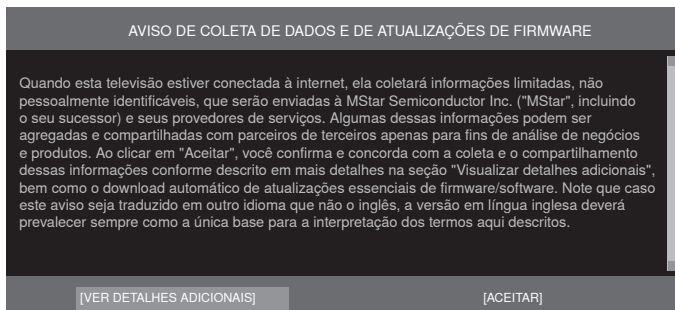 AVISO DE COLETA DE DADOS E DE ATUALIZAÇÕES DE FIRMWARE
Quando esta televisão estiver conectada à internet, ela coletará informações limitadas, não
pessoalmente identificáveis, que serão enviadas à MStar Semiconductor Inc. ("MStar", incluindo
o seu sucessor) e seus provedores de serviços. Algumas dessas informações podem ser
agregadas e compartilhadas com parceiros de terceiros apenas para fins de análise de negócios
e produtos. Ao clicar em "Aceitar", você confirma e concorda com a coleta e o compartilhamento
dessas informações conforme descrito em mais detalhes na seção "Visualizar detalhes adicionais",
bem como o download automático de atualizações essenciais de firmware/software. Note que caso
este aviso seja traduzido em outro idioma que não o inglês, a versão em língua inglesa deverá
prevalecer sempre como a única base para a interpretação dos termos aqui descritos.
[VER DETALHES ADICIONAIS]
[ACEITAR]